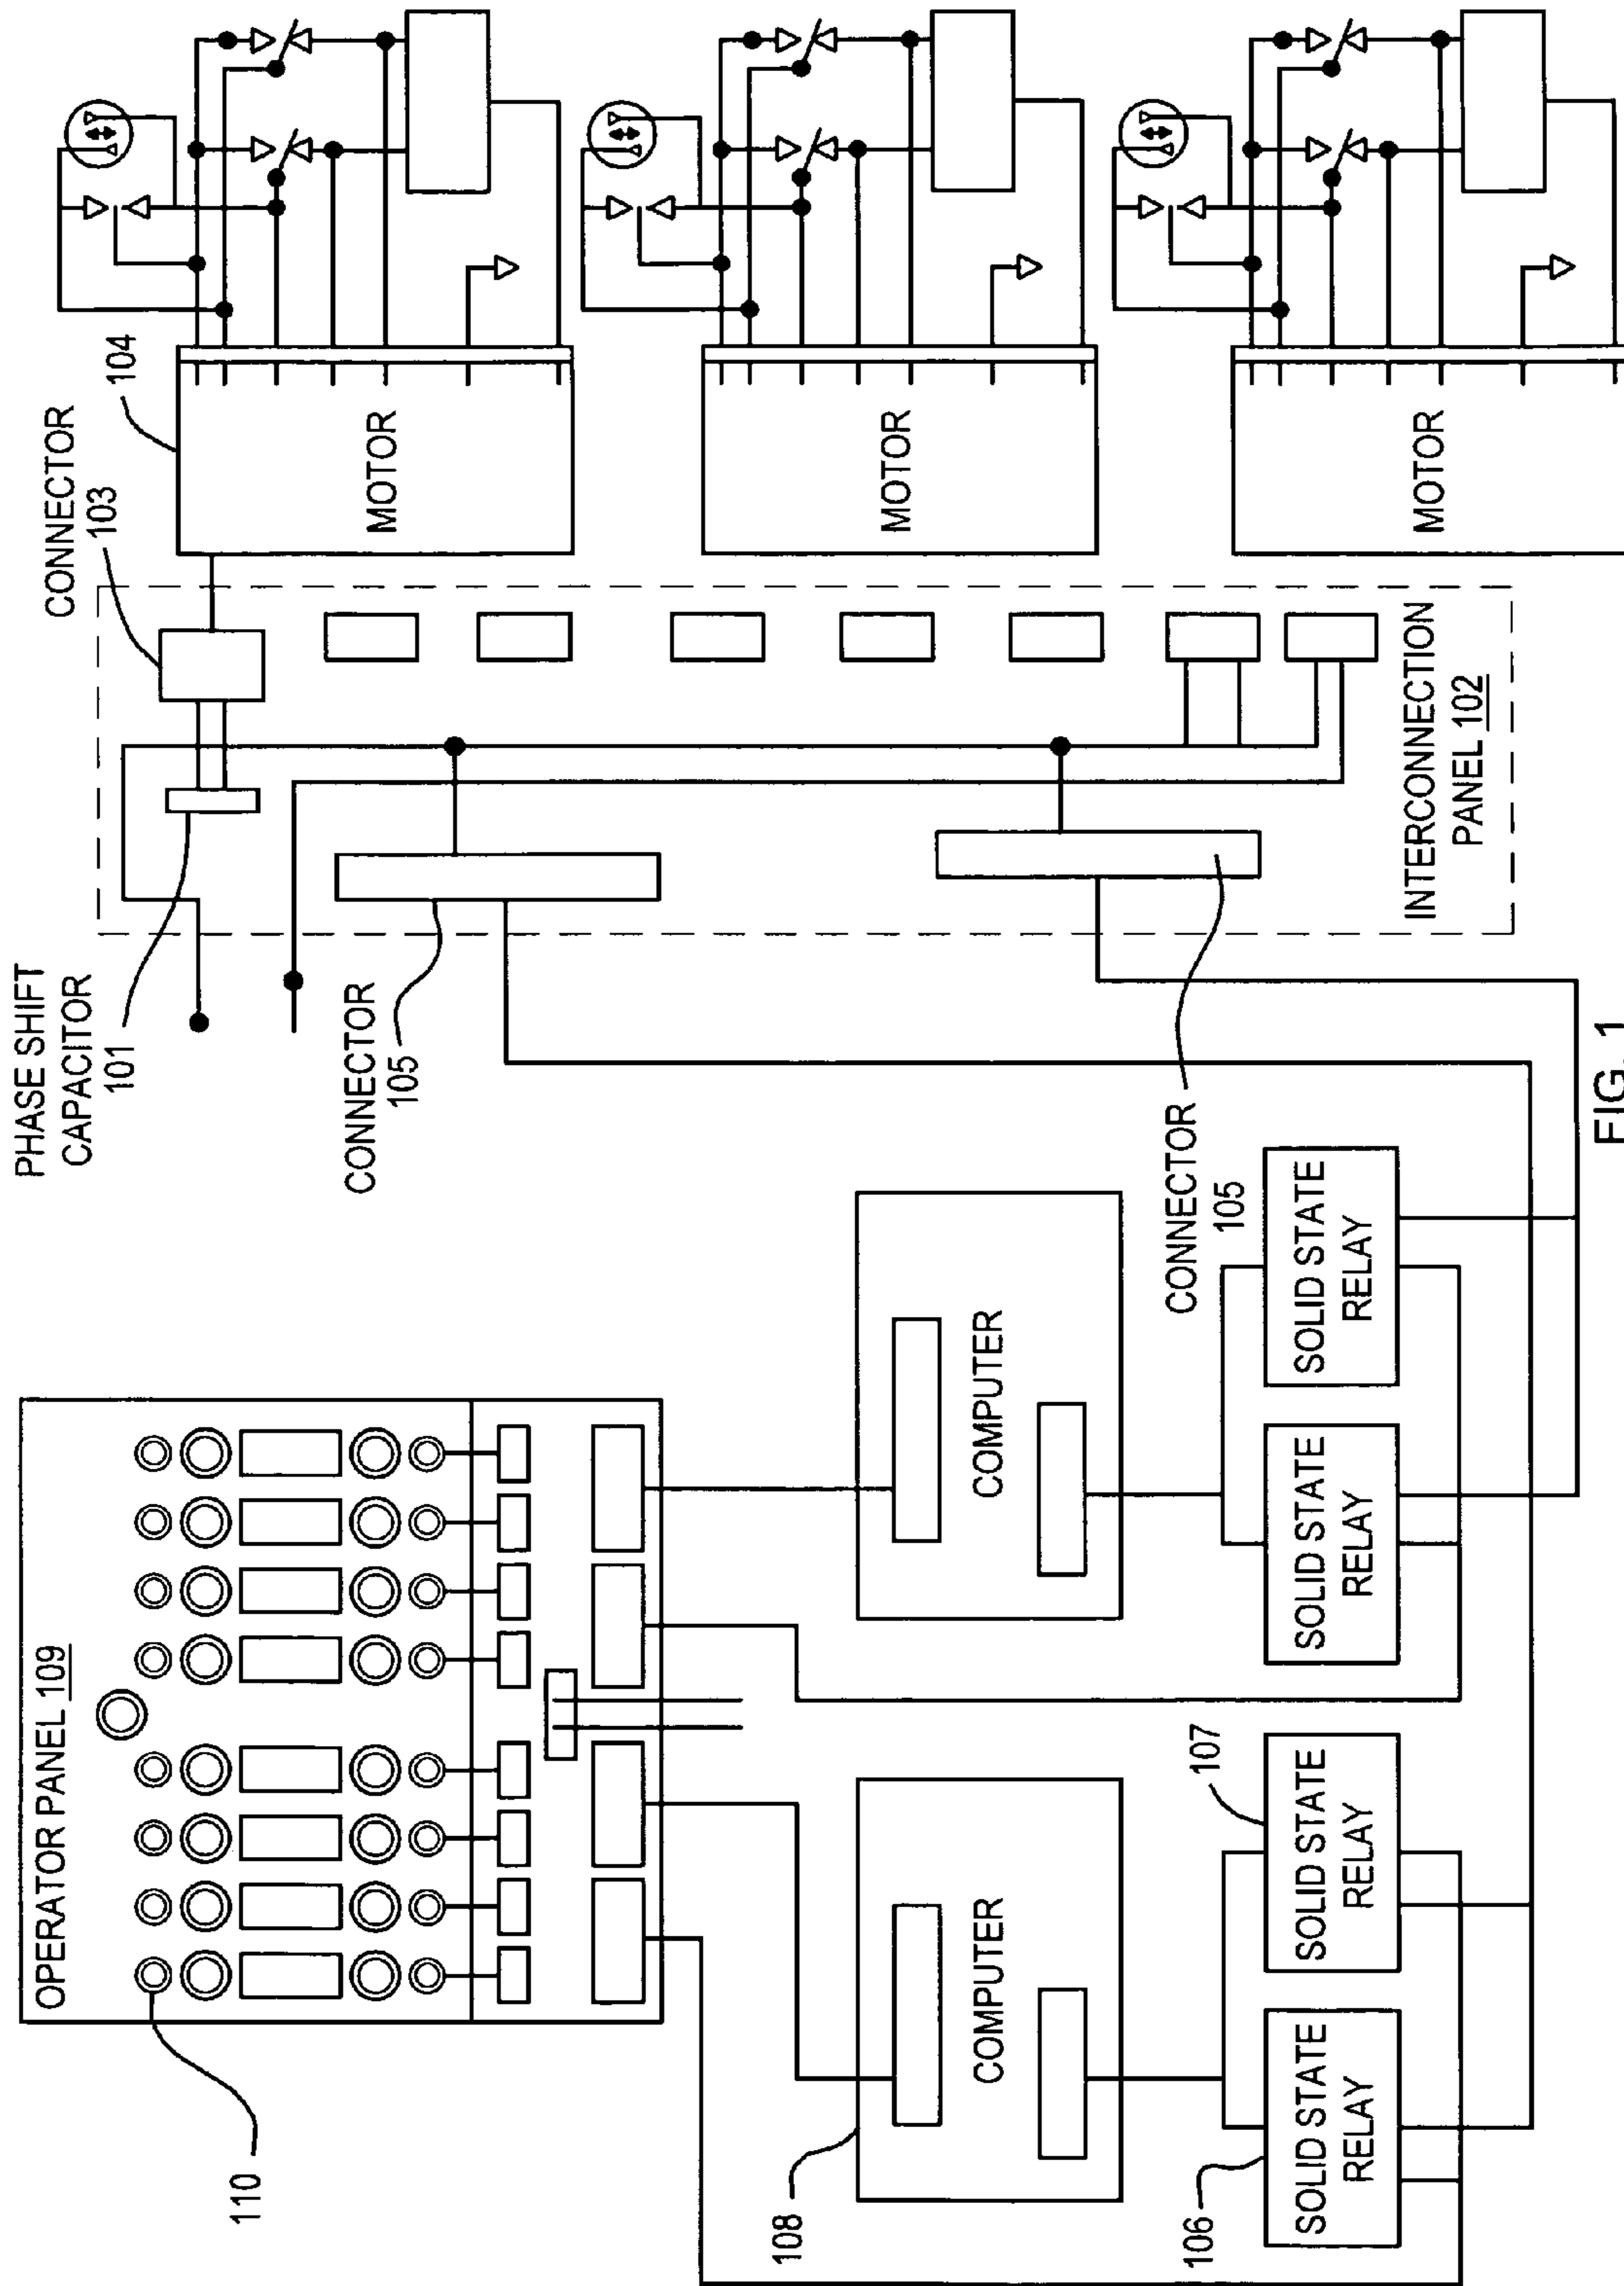 OPERATOR PANEL 109
110
COMPUTER
108
COMPUTER
SOLID STATE
RELAY
106
SOLID STATE
RELAY
107
SOLID STATE
RELAY
SOLID STATE
RELAY
PHASE SHIFT
CAPACITOR
101
CONNECTOR
105
CONNECTOR
105
INTERCONNECTION
PANEL 102
CONNECTOR
103
104
MOTOR
MOTOR
MOTOR
FIG. 1